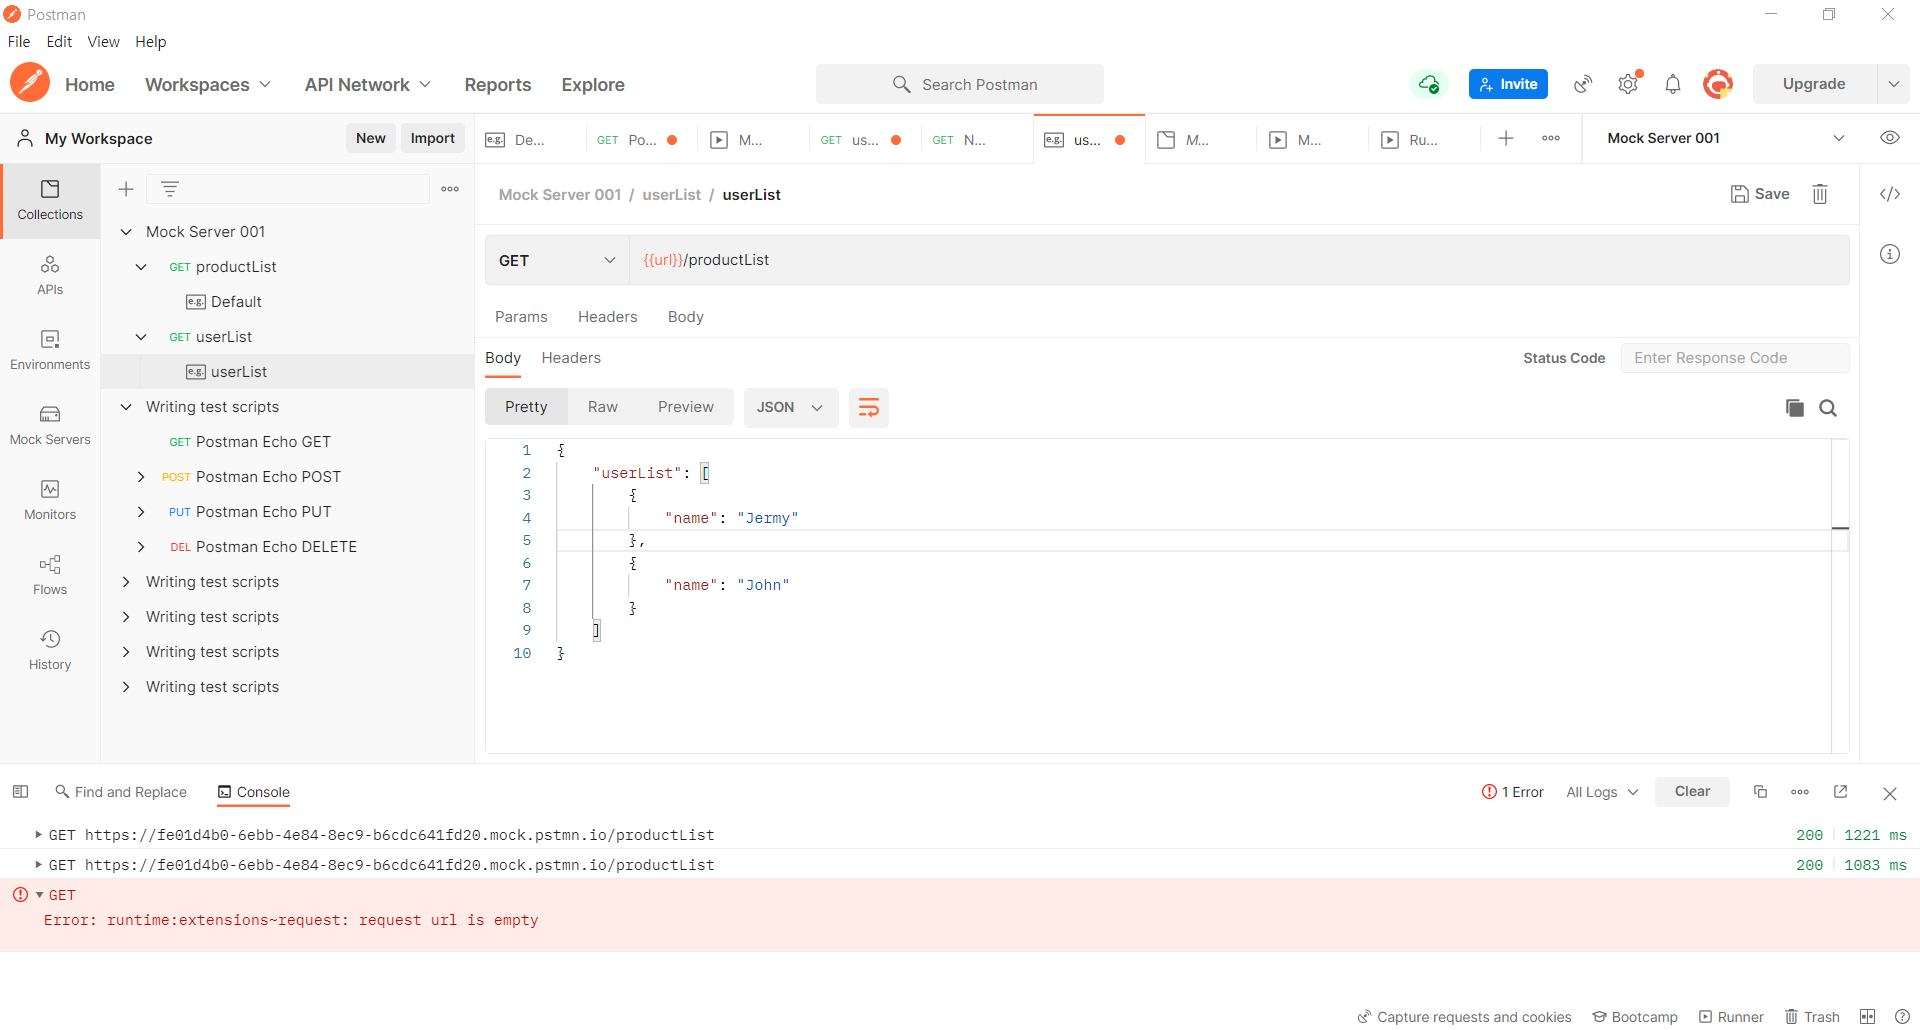 Postman
File Edit View Help
Home Workspaces API Network Reports Explore Search Postman Invite Upgrade
My Workspace New Import
e.g. De... GET Po... M... GET us... GET N... e.g. us... M... M... Ru... Mock Server 001
Collections
APIs
Environments
Mock Servers
Monitors
Flows
History
Mock Server 001
GET productList
e.g. Default
GET userList
e.g. userList
Writing test scripts
GET Postman Echo GET
POST Postman Echo POST
PUT Postman Echo PUT
DEL Postman Echo DELETE
Writing test scripts
Writing test scripts
Writing test scripts
Writing test scripts
Mock Server 001 / userList / userList Save
GET {{url}}/productList
Params Headers Body
Body Headers Status Code Enter Response Code
Pretty Raw Preview JSON
1 {
2 "userList": [
3 {
4 "name": "Jermy"
5 },
6 {
7 "name": "John"
8 }
9 ]
10 }
Find and Replace Console 1 Error All Logs Clear
GET https://fe01d4b0-6ebb-4e84-8ec9-b6cdc641fd20.mock.pstmn.io/productList 200 1221 ms
GET https://fe01d4b0-6ebb-4e84-8ec9-b6cdc641fd20.mock.pstmn.io/productList 200 1083 ms
GET
Error: runtime:extensions~request: request url is empty
Capture requests and cookies Bootcamp Runner Trash